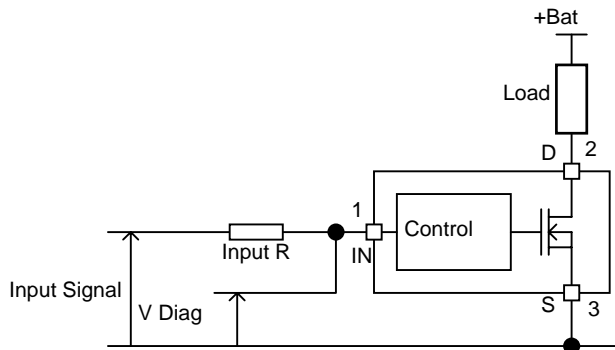 +Bat
Load
D 2
1
Control
IN
Input R
Input Signal
V Diag
S 3